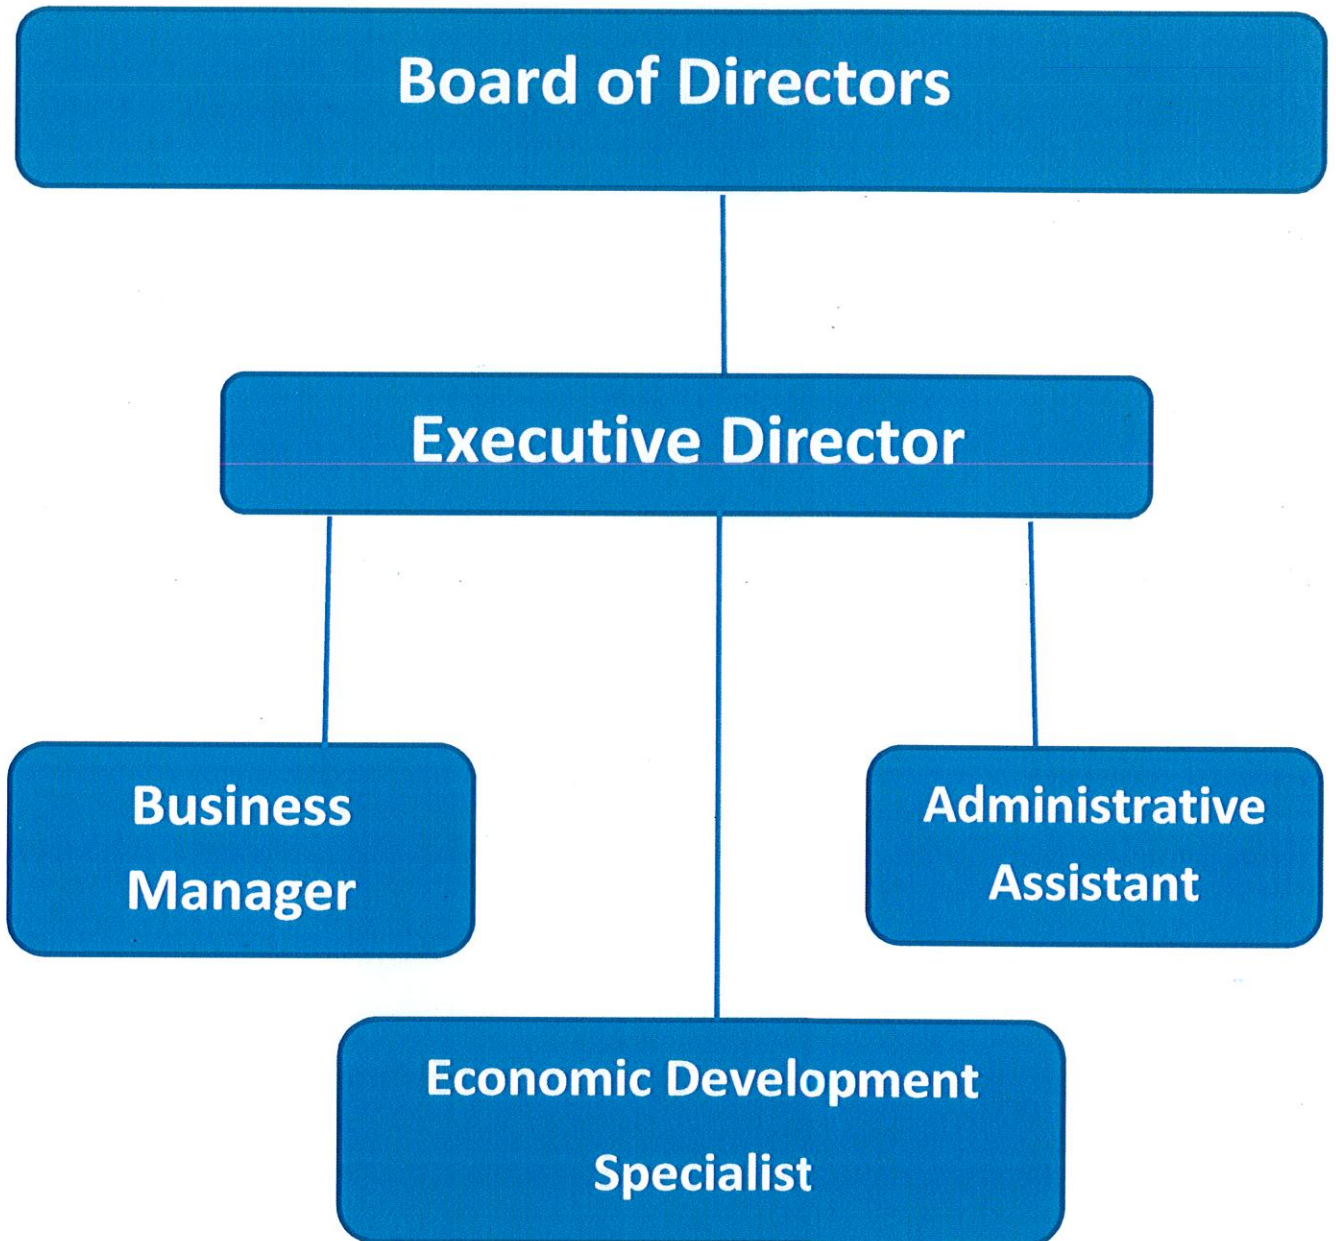 Board of Directors
Executive Director
Business
Manager
Administrative
Assistant
Economic Development
Specialist